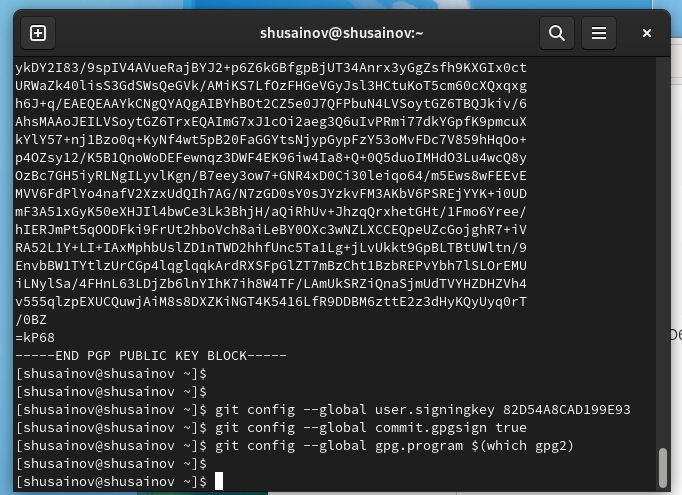 shusainov@shusainov:~
ykDY2I83/9spIV4AVueRajBYJ2+p6Z6kGBfgpBjUT34Anrx3yGgZsfh9KXGIx0ct
URWaZk40lisS3GdSWsQeGVk/AMiKS7LfOzFHGeVGyJsl3HCtuKoT5cm60cXQxqxg
h6J+q/EAEQEAAYkCNgQYAQgAIBYhBOt2CZ5e0J7QFPbuN4LVSoytGZ6TBQJkiv/6
AhsMAAoJEILVSoytGZ6TrxEQAImG7xJ1cOi2aeg3Q6uIvPRmi77dkYGpfK9pmcuX
kYlY57+nj1Bzo0q+KyNf4wt5pB20FaGGYtsNjypGypFzY53oMvFDc7V859hHqOo+
p4OZsy12/K5B1QnoWoDEFewnqz3DWF4EK96iw4Ia8+Q+0Q5duoIMHdO3Lu4wcQ8y
OzBc7GH5iyRLNgILyvlKgn/B7eey3ow7+GNR4xD0Ci30leiqo64/m5Ews8wFEEvE
MVV6FdPlYo4nafV2XzxUdQIh7AG/N7zGD0sY0sJYzkvFM3AKbV6PSREjYYK+i0UD
mF3A51xGyK50eXHJIl4bwCe3Lk3BhjH/aQiRhUv+JhzqQrxhetGHt/1Fmo6Yree/
hIERJmPt5qOODFki9FrUt2hboVch8aiLeBY0OXc3wNZLXCCEQpeUZcGojghR7+iV
RA52L1Y+LI+IAxMphbUslZD1nTWD2hhfUnc5Ta1Lg+jLvUkkt9GpBLTBtUWltn/9
EnvbBW1TYtlzUrCGp4lqglqqkArdRXSFpGlZT7mBzCht1BzbREPvYbh7lSLOrEMU
iLNylSa/4FHnL63LDjZb6lnYIhK7ih8W4TF/LAmUkSRZiQnaSjmUdTVYHZDHZVh4
v555qlzpEXUCQuwjAiM8s8DXZKiNGT4K5416LfR9DDBM6zttE2z3dHyKQyUyq0rT
/0BZ
=kP68
-----END PGP PUBLIC KEY BLOCK-----
[shusainov@shusainov ~]$
[shusainov@shusainov ~]$
[shusainov@shusainov ~]$ git config --global user.signingkey 82D54A8CAD199E93
[shusainov@shusainov ~]$ git config --global commit.gpgsign true
[shusainov@shusainov ~]$ git config --global gpg.program $(which gpg2)
[shusainov@shusainov ~]$
[shusainov@shusainov ~]$